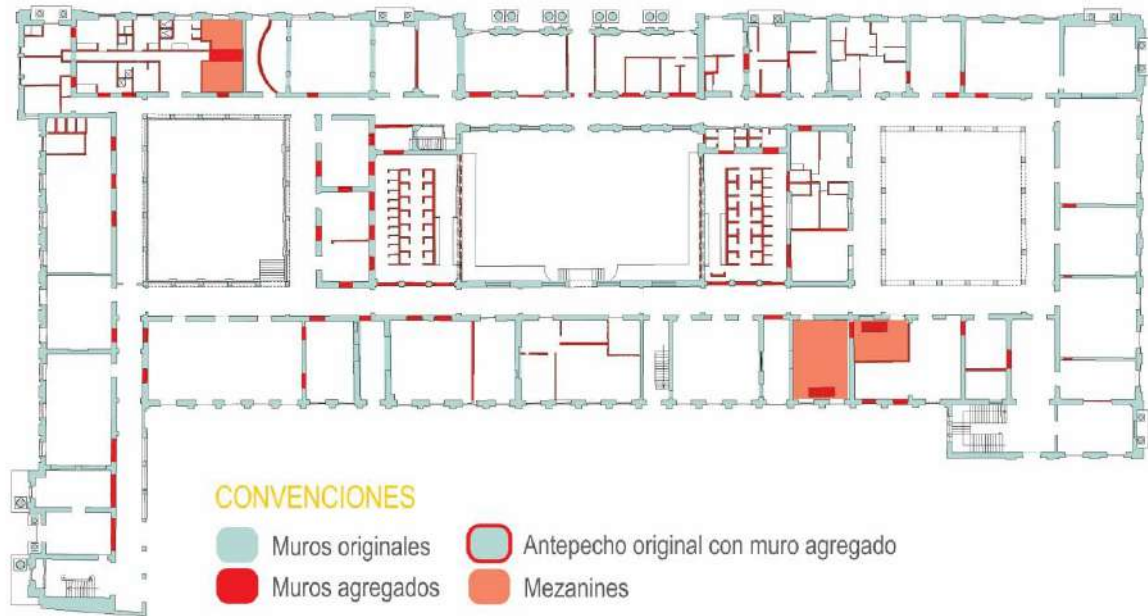 CONVENCIONES
Muros originales
Antepecho original con muro agregado
Muros agregados
Mezanines